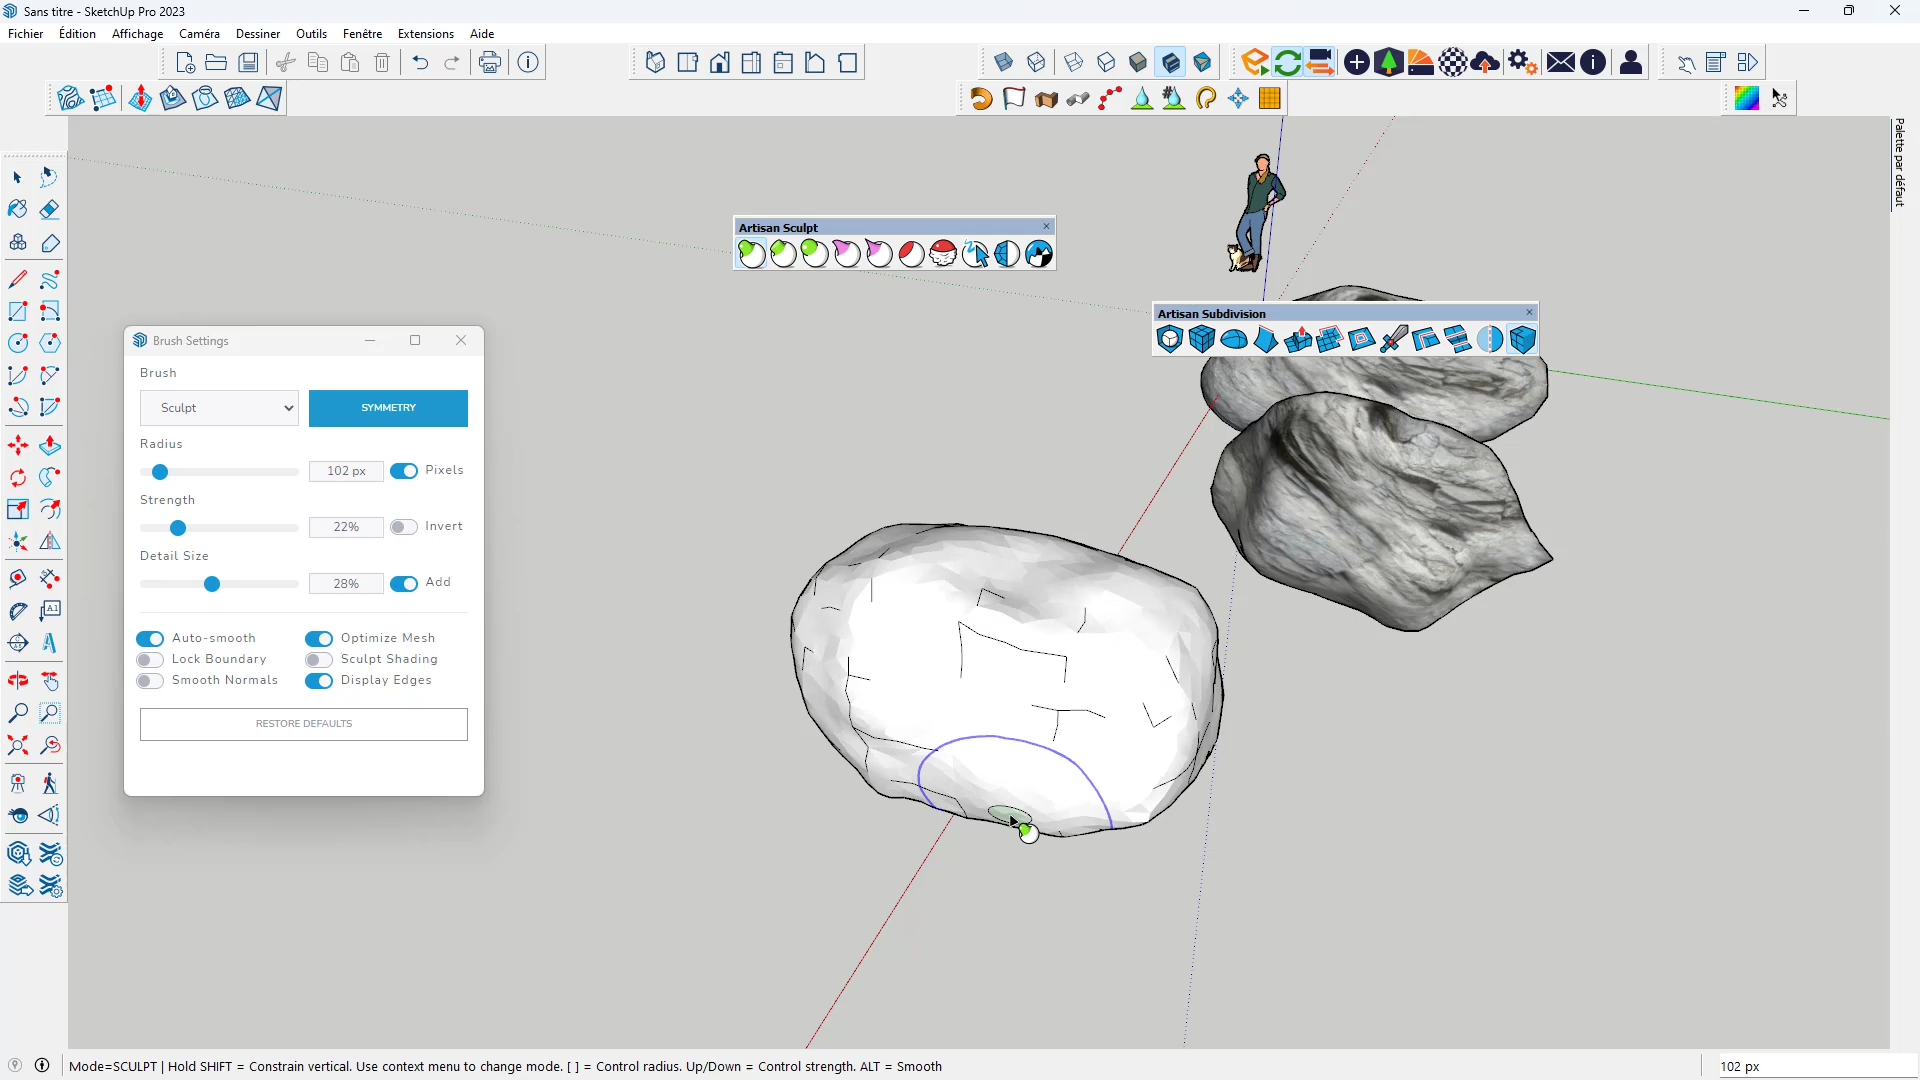 Sans titre - SketchUp Pro 2023
Fichier Édition Affichage Caméra Dessiner Outils Fenêtre Extensions Aide
Palette par défaut
Artisan Sculpt
Artisan Subdivision
Brush Settings
Brush
Sculpt SYMMETRY
Radius
102 px Pixels
Strength
22% Invert
Detail Size
28% Add
Auto-smooth Optimize Mesh
Lock Boundary Sculpt Shading
Smooth Normals Display Edges
RESTORE DEFAULTS
Mode=SCULPT | Hold SHIFT = Constrain vertical. Use context menu to change mode. [ ] = Control radius. Up/Down = Control strength. ALT = Smooth
102 px